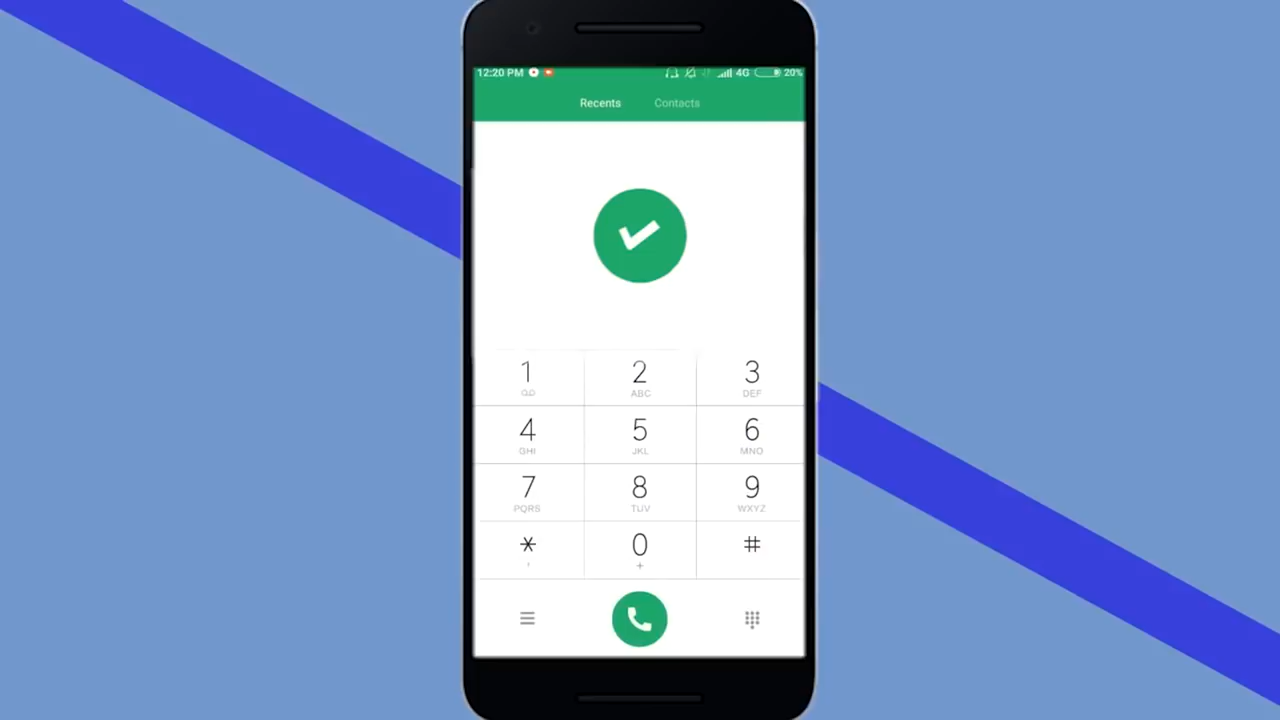 12:20 PM 4G 20%
Recents Contacts
1 2 3
ABC DEF
4 5 6
GHI JKL MNO
7 8 9
PQRS TUV WXYZ
* 0 #
, +